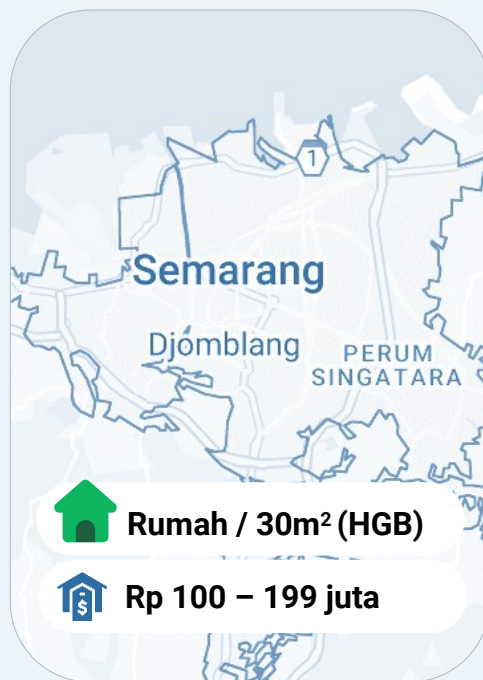 1
Semarang
Djomblang
PERUM
SINGATARA
Rumah / 30m² (HGB)
$
Rp 100 – 199 juta